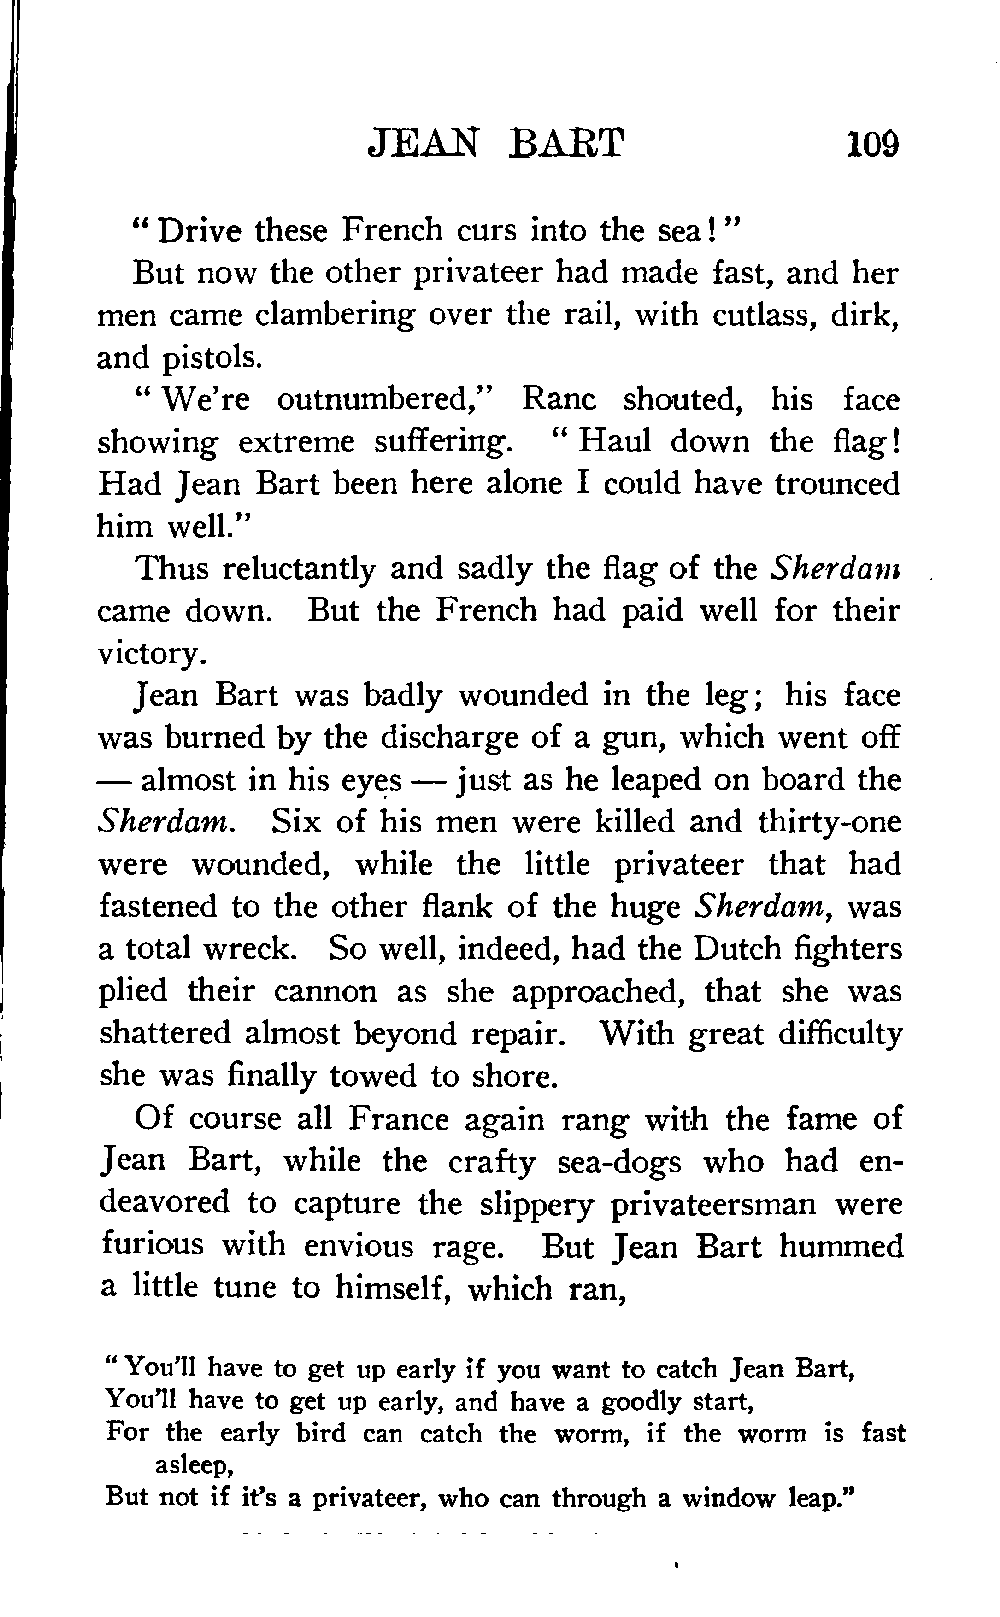 JEAN BART 109
" Drive these French curs into the sea! "
But now the other privateer had made fast, and her
men came clambering over the rail, with cutlass, dirk,
and pistols.
" We're outnumbered," Ranc shouted, his face
showing extreme suffering. " Haul down the flag!
Had Jean Bart been here alone I could have trounced
him well."
Thus reluctantly and sadly the flag of the Sherdam
came down. But the French had paid well for their
victory.
Jean Bart was badly wounded in the leg; his face
was burned by the discharge of a gun, which went off
— almost in his eyes — just as he leaped on board the
Sherdam. Six of his men were killed and thirty-one
were wounded, while the little privateer that had
fastened to the other flank of the huge Sherdam, was
a total wreck. So well, indeed, had the Dutch fighters
plied their cannon as she approached, that she was
shattered almost beyond repair. With great difficulty
she was finally towed to shore.
Of course all France again rang with the fame of
Jean Bart, while the crafty sea-dogs who had en-
deavored to capture the slippery privateersman were
furious with envious rage. But Jean Bart hummed
a little tune to himself, which ran,
" You'll have to get up early if you want to catch Jean Bart,
You'll have to get up early, and have a goodly start,
For the early bird can catch the worm, if the worm is fast
asleep,
But not if it's a privateer, who can through a window leap."